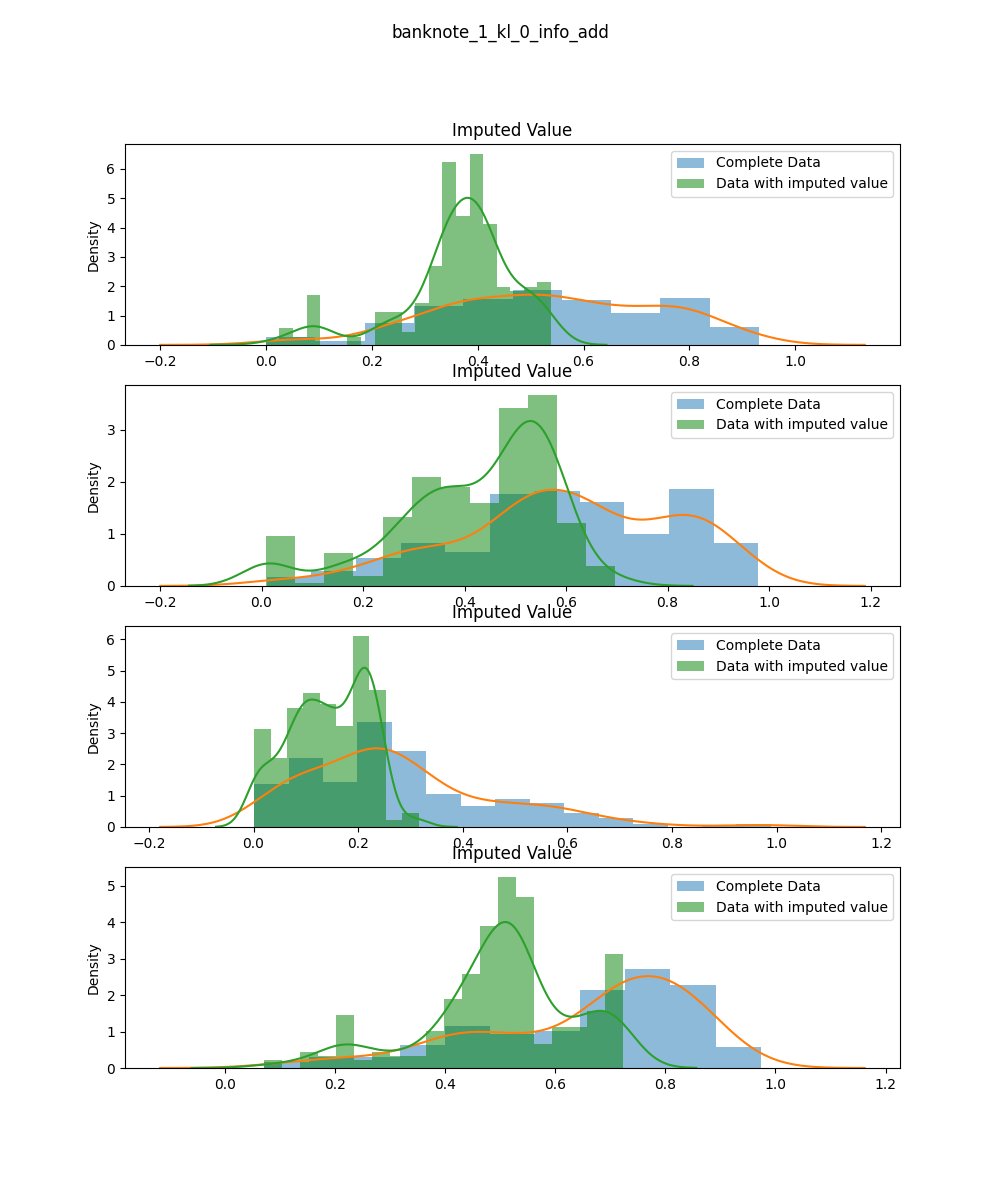 banknote_1_kl_0_info_add
Imputed Value
Complete Data
Data with imputed value
Density
0 1 2 3 4 5 6
−0.2 0.0 0.2 0.4 0.6 0.8 1.0
Imputed Value
Complete Data
Data with imputed value
Density
0 1 2 3
−0.2 0.0 0.2 0.4 0.6 0.8 1.0 1.2
Imputed Value
Complete Data
Data with imputed value
Density
0 1 2 3 4 5 6
−0.2 0.0 0.2 0.4 0.6 0.8 1.0 1.2
Imputed Value
Complete Data
Data with imputed value
Density
0 1 2 3 4 5
0.0 0.2 0.4 0.6 0.8 1.0 1.2